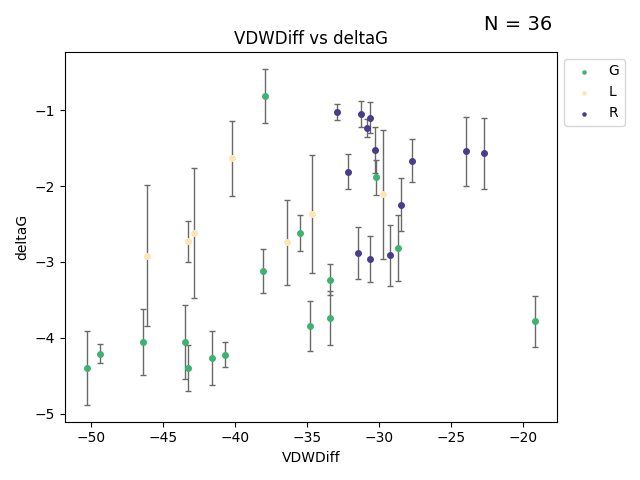 N = 36
VDWDiff vs deltaG
G
L
R
deltaG
−1
−2
−3
−4
−5
−50
−45
−40
−35
−30
−25
−20
VDWDiff